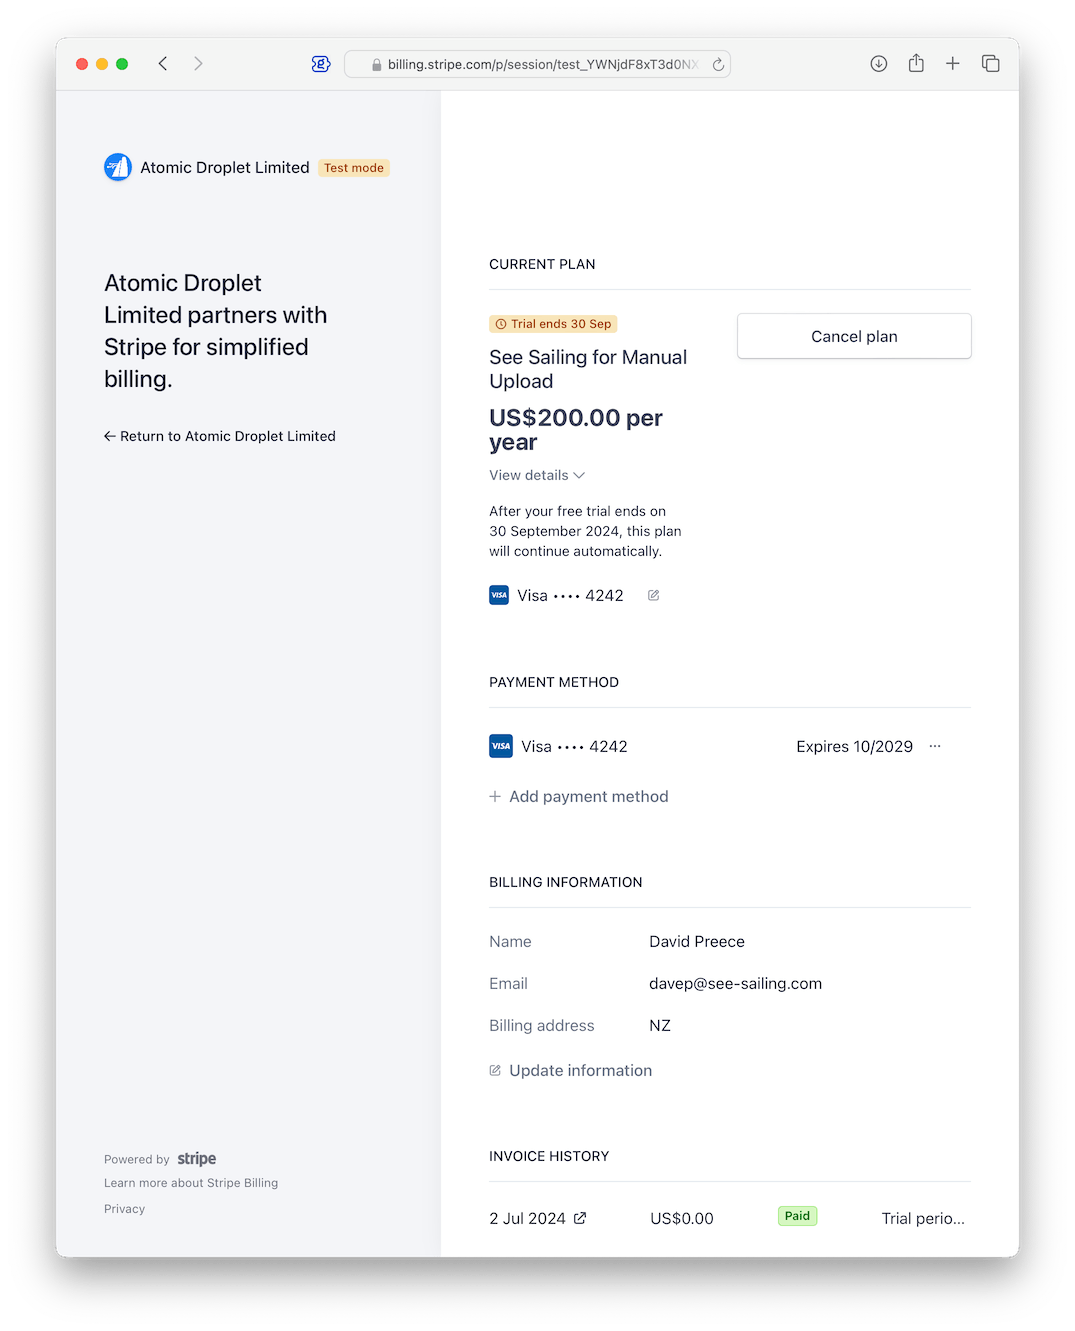 billing.stripe.com/p/session/test_YWNjdF8xT3d0NX
Atomic Droplet Limited Test mode
Atomic Droplet
Limited partners with
Stripe for simplified
billing.
← Return to Atomic Droplet Limited
Powered by stripe
Learn more about Stripe Billing
Privacy
CURRENT PLAN
Trial ends 30 Sep
Cancel plan
See Sailing for Manual
Upload
US$200.00 per
year
View details
After your free trial ends on
30 September 2024, this plan
will continue automatically.
VISA Visa •••• 4242
PAYMENT METHOD
VISA Visa •••• 4242 Expires 10/2029 ···
+ Add payment method
BILLING INFORMATION
Name David Preece
Email davep@see-sailing.com
Billing address NZ
Update information
INVOICE HISTORY
2 Jul 2024 US$0.00 Paid Trial perio...